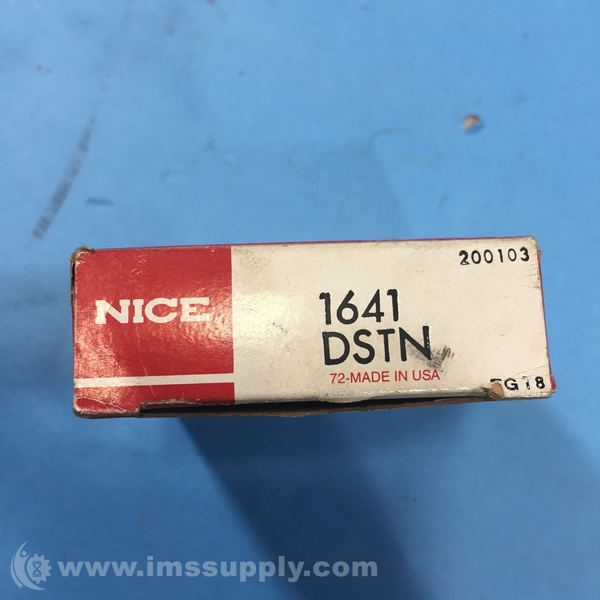 200103
NICE
1641
DSTN
72-MADE IN USA
www.imssupply.com